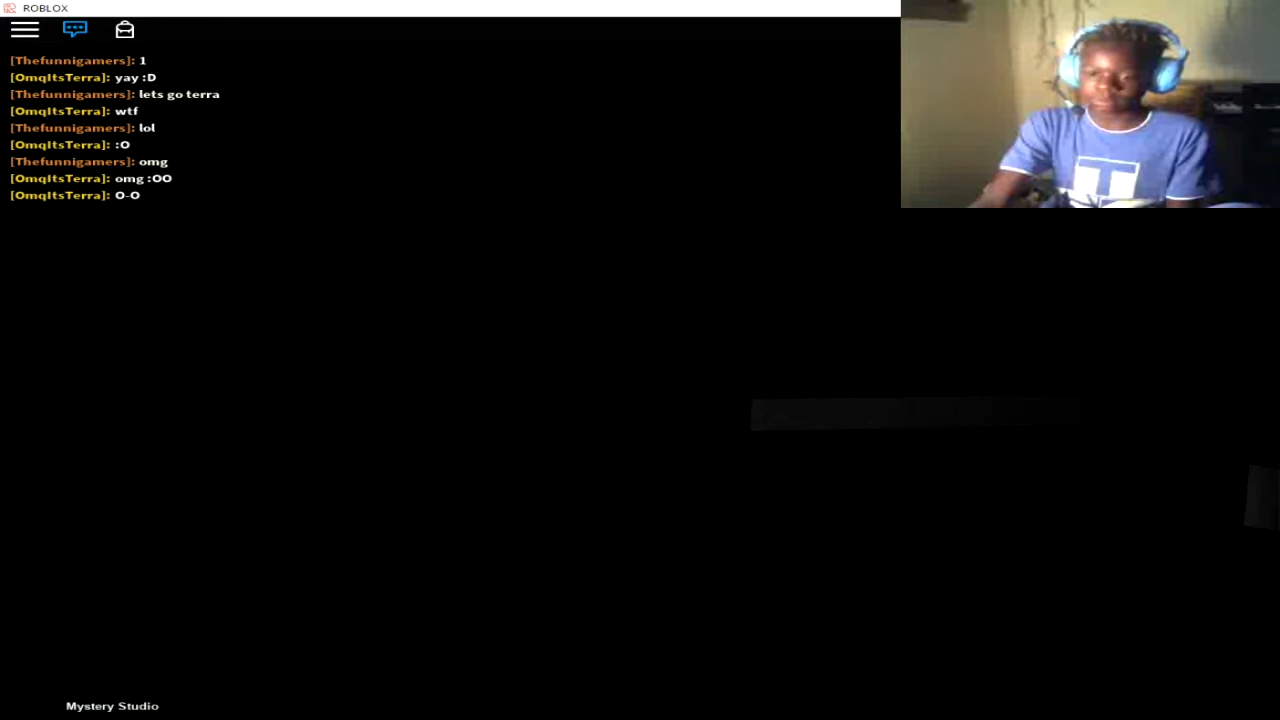 ROBLOX
[Thefunnigamers]: 1
[OmqItsTerra]: yay :D
[Thefunnigamers]: lets go terra
[OmqItsTerra]: wtf
[Thefunnigamers]: lol
[OmqItsTerra]: :O
[Thefunnigamers]: omg
[OmqItsTerra]: omg :OO
[OmqItsTerra]: O-O
T
Mystery Studio